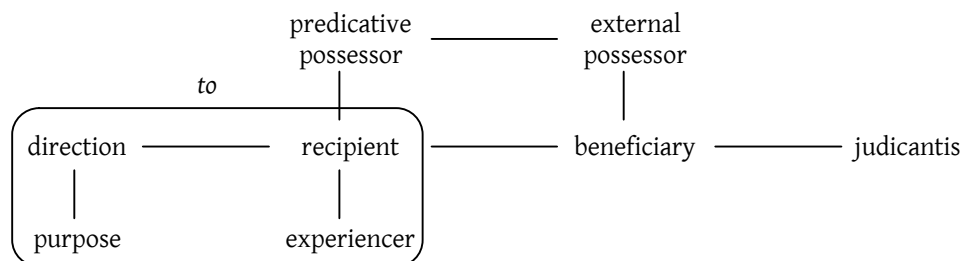 predicative external
possessor possessor
to
direction recipient beneficiary judicantis
purpose experiencer